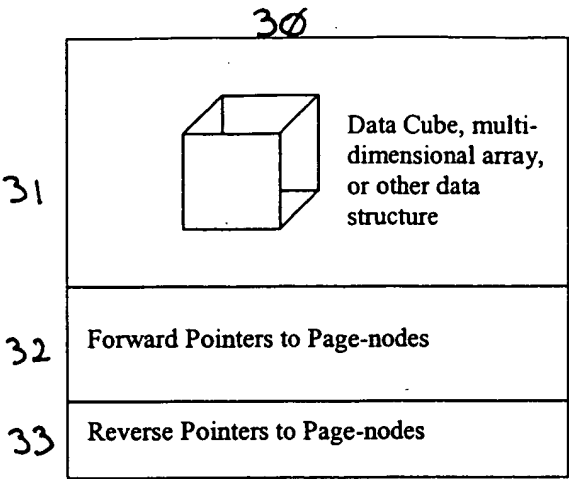 30
Data Cube, multi-
dimensional array,
or other data
structure
31
Forward Pointers to Page-nodes
32
Reverse Pointers to Page-nodes
33